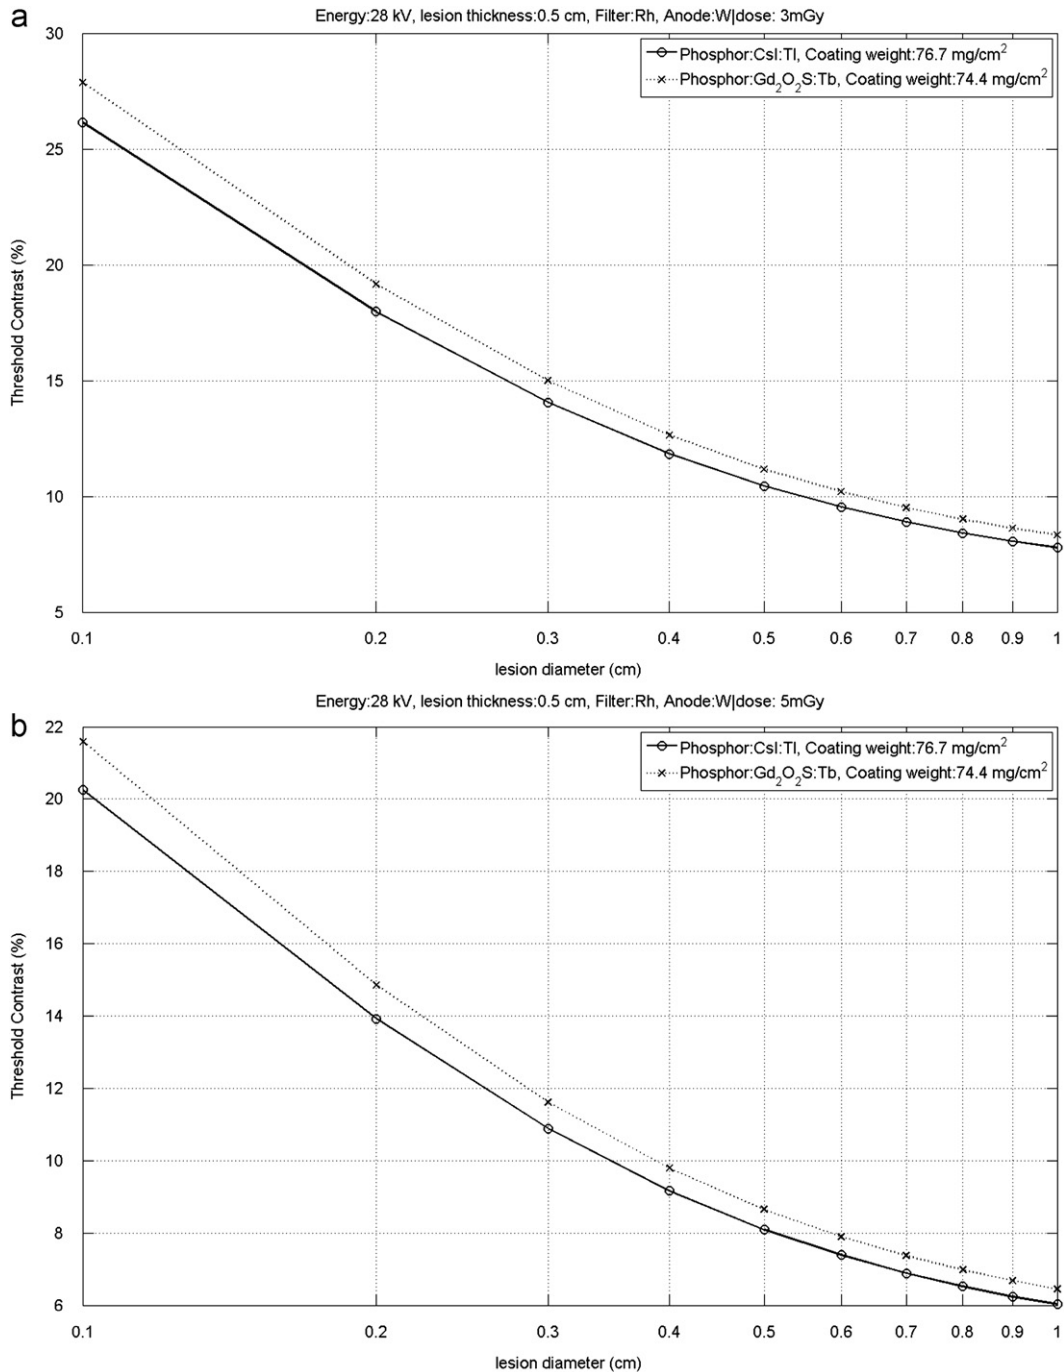 a
Energy:28 kV, lesion thickness:0.5 cm, Filter:Rh, Anode:W|dose: 3mGy
Phosphor:CsI:Tl, Coating weight:76.7 mg/cm²
Phosphor:Gd₂O₂S:Tb, Coating weight:74.4 mg/cm²
30
25
20
15
10
5
Threshold Contrast (%)
0.1 0.2 0.3 0.4 0.5 0.6 0.7 0.8 0.9 1
lesion diameter (cm)
b
Energy:28 kV, lesion thickness:0.5 cm, Filter:Rh, Anode:W|dose: 5mGy
Phosphor:CsI:Tl, Coating weight:76.7 mg/cm²
Phosphor:Gd₂O₂S:Tb, Coating weight:74.4 mg/cm²
22
20
18
16
14
12
10
8
6
Threshold Contrast (%)
0.1 0.2 0.3 0.4 0.5 0.6 0.7 0.8 0.9 1
lesion diameter (cm)